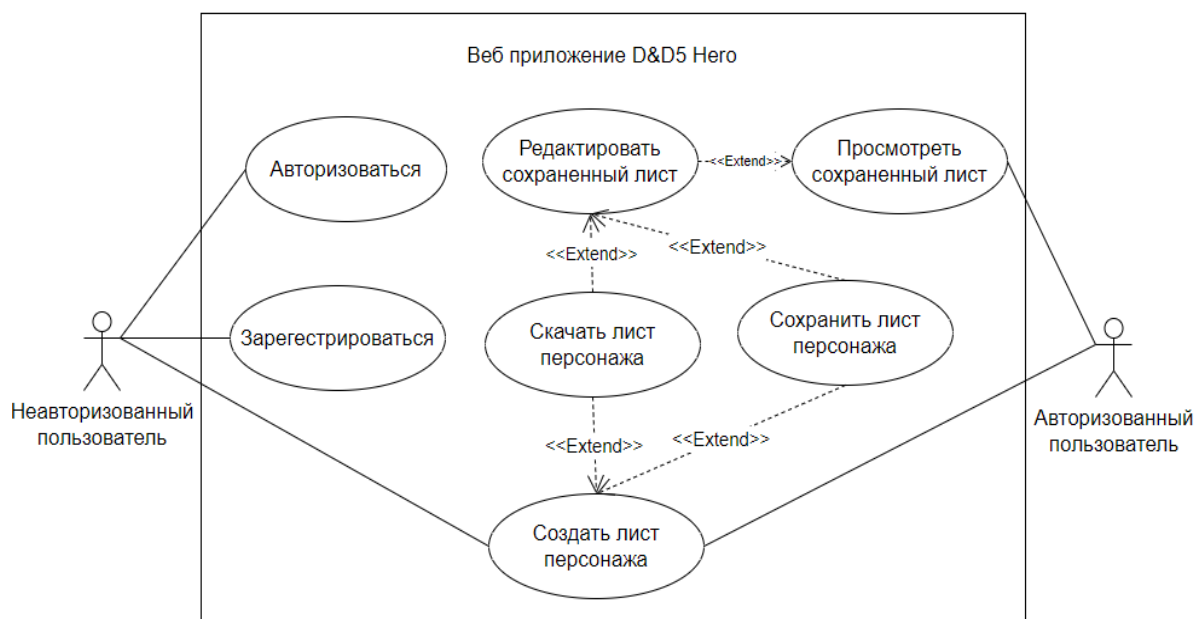 Веб приложение D&D5 Hero
Авторизоваться
Редактировать
сохраненный лист
<<Extend>>
Просмотреть
сохраненный лист
<<Extend>>
<<Extend>>
Зарегестрироваться
Скачать лист
персонажа
Сохранить лист
персонажа
Неавторизованный
пользователь
Авторизованный
пользователь
<<Extend>>
<<Extend>>
Создать лист
персонажа